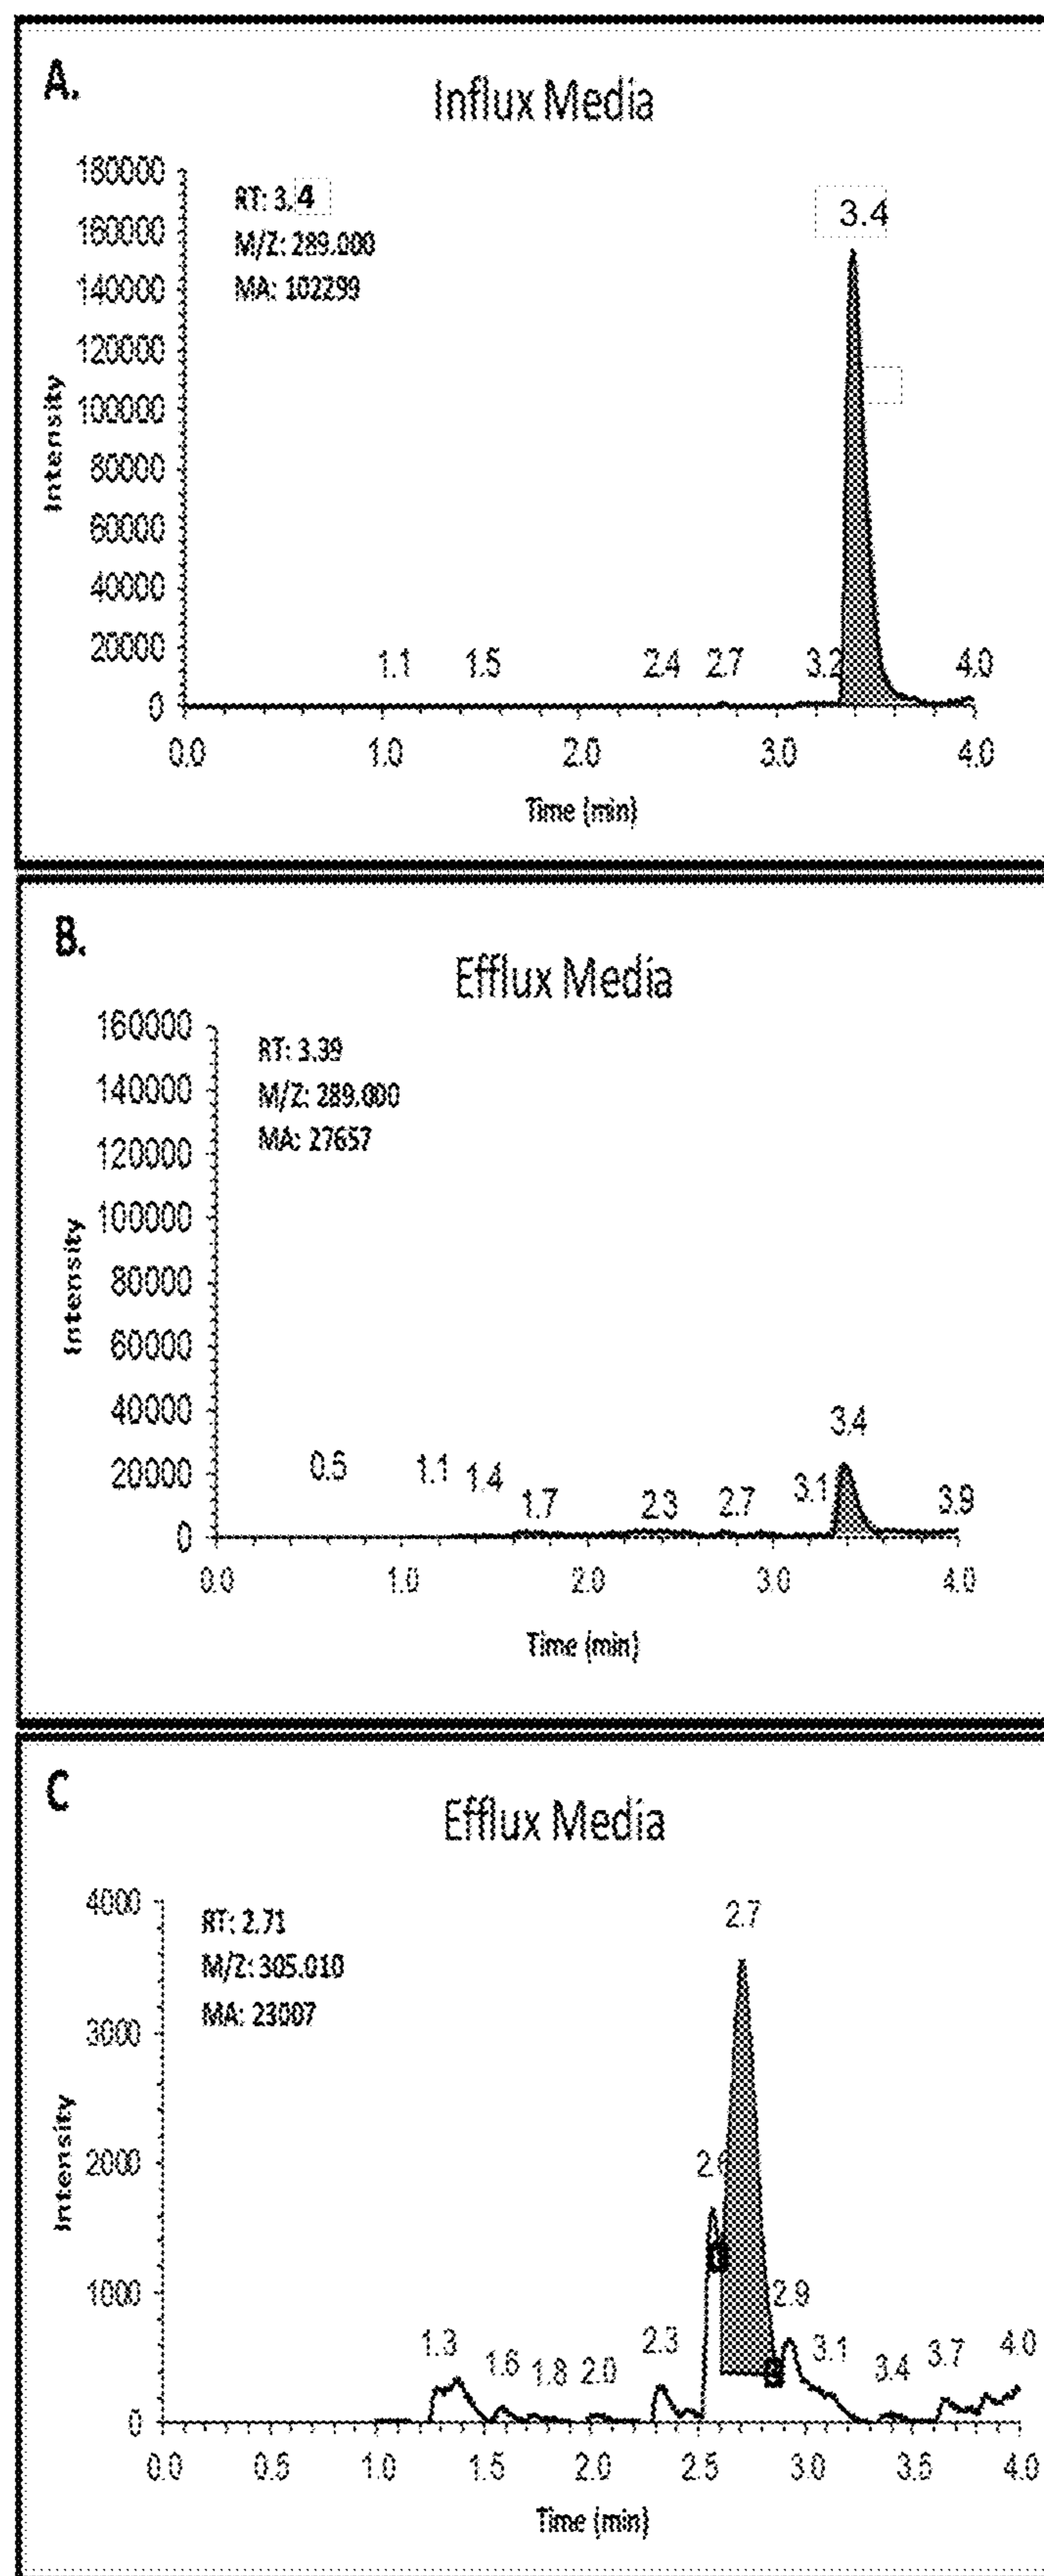 A.
Influx Media
180000
160000
140000
120000
100000
80000
60000
40000
20000
0
Intensity
RT: 3.4
M/Z: 289.000
MA: 102299
3.4
1.1 1.5 2.4 2.7 3.2 4.0
0.0 1.0 2.0 3.0 4.0
Time (min)
B.
Efflux Media
160000
140000
120000
100000
80000
60000
40000
20000
0
Intensity
RT: 3.39
M/Z: 289.000
MA: 27657
3.4
0.5 1.1 1.4 1.7 2.3 2.7 3.1 3.9
0.0 1.0 2.0 3.0 4.0
Time (min)
C
Efflux Media
4000
3000
2000
1000
0
Intensity
RT: 2.71
M/Z: 305.010
MA: 23007
2.7
2.9
1.3 1.6 1.8 2.0 2.3 3.1 3.4 3.7 4.0
0.0 0.5 1.0 1.5 2.0 2.5 3.0 3.5 4.0
Time (min)